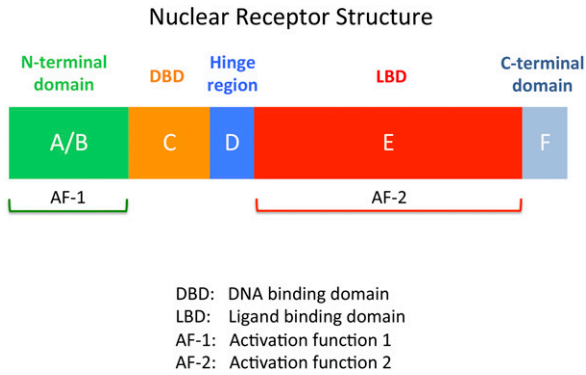 Nuclear Receptor Structure
N-terminal domain
DBD
Hinge region
LBD
C-terminal domain
A/B
C
D
E
F
AF-1
AF-2
DBD: DNA binding domain
LBD: Ligand binding domain
AF-1: Activation function 1
AF-2: Activation function 2